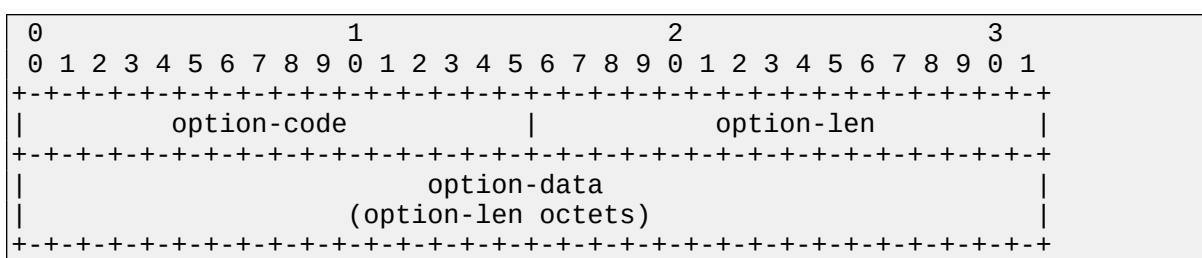 0                   1                   2                   3
 0 1 2 3 4 5 6 7 8 9 0 1 2 3 4 5 6 7 8 9 0 1 2 3 4 5 6 7 8 9 0 1
+-+-+-+-+-+-+-+-+-+-+-+-+-+-+-+-+-+-+-+-+-+-+-+-+-+-+-+-+-+-+-+-+
|         option-code           |           option-len          |
+-+-+-+-+-+-+-+-+-+-+-+-+-+-+-+-+-+-+-+-+-+-+-+-+-+-+-+-+-+-+-+-+
|                         option-data                           |
|                    (option-len octets)                        |
+-+-+-+-+-+-+-+-+-+-+-+-+-+-+-+-+-+-+-+-+-+-+-+-+-+-+-+-+-+-+-+-+